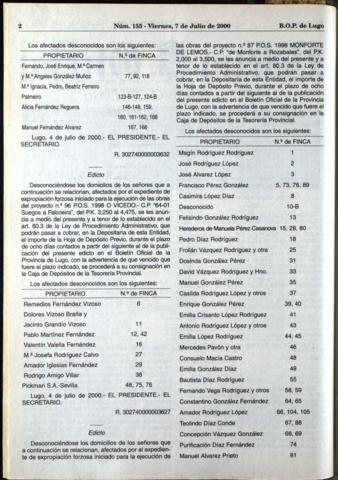 2
Núm. 155 - Viernes, 7 de Julio de 2000
B.O.P. de Lugo
Los afectados desconocidos son los siguientes:
PROPIETARIO N.º de FINCA
Fernando, José Enrique, M.ª Carmen
y M.ª Angeles González Muñoz 77, 92, 118
M.ª Ignacia, Pedro, Beatriz Ferreiro
Palmeiro 123-B-127, 124-B
Alicia Fernández Reguera 146-148, 159,
160, 161-162, 166
Manuel Fernández Alvarez 167, 168
Lugo, 4 de julio de 2000.- EL PRESIDENTE.- EL
SECRETARIO.
R. 302740000003632
Edicto
Desconociéndose los domicilios de los señores que a
continuación se relacionan, afectados por el expediente
de expropiación forzosa iniciado para la ejecución de las obras
del proyecto n.º 96 P.O.S. 1998 O VICEDO.- C.P. "64-01
Suegos a Falcoeira", del P.K. 3,250 al 4,475, se les anun-
cia a medio del presente y a tenor de lo establecido en el
art. 80.3 de la Ley de Procedimiento Administrativo, que podrán
pasar a cobrar, en la Depositaría de esta Entidad,
el importe de la Hoja de Depósito Previo, durante el plazo de
ocho días contados a partir del siguiente al de la publi-
cación del presente edicto en el Boletín Oficial de la
Provincia de Lugo, con la advertencia de que vencido que
fuere el plazo indicado, se procederá a su consignación en
la Caja de Depósitos de la Tesorería Provincial.
Los afectados desconocidos son los siguientes:
PROPIETARIO N.º de FINCA
Remedios Fernández Vizoso 6
Dolores Vizoso Braña y
Jacinto Grandío Vizoso 11
Pablo Martínez Fernández 12, 42
Valentín Valella Fernández 16
M.ª Josefa Rodríguez Calvo 27
Amador Iglesias Fernández 29
Rodrigo Amigo Villar 38
Pickman S.A.-Sevilla 48, 75, 76
Lugo, 4 de julio de 2000.- EL PRESIDENTE.- EL
SECRETARIO.
R. 302740000003627
Edicto
Desconociéndose los domicilios de los señores que
a continuación se relacionan, afectados por el expedien-
te de expropiación forzosa iniciado para la ejecución de
las obras del proyecto n.º 87 P.O.S. 1998 MONFORTE
DE LEMOS.- C.P. "de Monforte a Rozabales", del P.K.
2,000 al 3,500, se les anuncia a medio del presente y a
tenor de lo establecido en el art. 80.3 de la Ley de
Procedimiento Administrativo, que podrán pasar a
cobrar, en la Depositaría de esta Entidad, el importe de
la Hoja de Depósito Previo, durante el plazo de ocho
días contados a partir del siguiente al de la publicación
del presente edicto en el Boletín Oficial de la Provincia
de Lugo, con la advertencia de que vencido que fuere el
plazo indicado, se procederá a su consignación en la
Caja de Depósitos de la Tesorería Provincial.
Los afectados desconocidos son los siguientes:
PROPIETARIO N.º de FINCA
Magín Rodríguez Rodríguez 1
José Rodríguez López 2
José Alvarez López 3
Francisco Pérez González 5, 73, 76, 89
Casimira López Díaz 8
Desconocido 10-B
Felisindo González Rodríguez 13
Herederos de Manuela Pérez Casanova 15, 28, 80
Pedro Díaz Rodríguez 18
Froilán Vázquez Rodríguez y otra 25
Dosinda González Pérez 31
David Vázquez Rodríguez y Hno. 33
Manuel González Pérez 35
Casilda Rodríguez López y otros 37
Enrique González Pérez 39, 40
Emilia Crisanto López Rodríguez 41
Antonio Rodríguez López 43
Emilia López Rodríguez 44, 45
Mercedes Pavón y otra 46
Consuelo Macía Castro 48
Emilia González Díaz 49
Bautista Díaz Rodríguez 55
Fernando Vega Rodríguez y otros 58, 59
Constantino González Fernández 64, 65
Amador Rodríguez López 66, 104, 105
Teolindo Díaz Conde 67, 88
Concepción Vázquez González 68, 69
Purificación Díaz Fernández 74
Manuel Alvarez Prieto 81